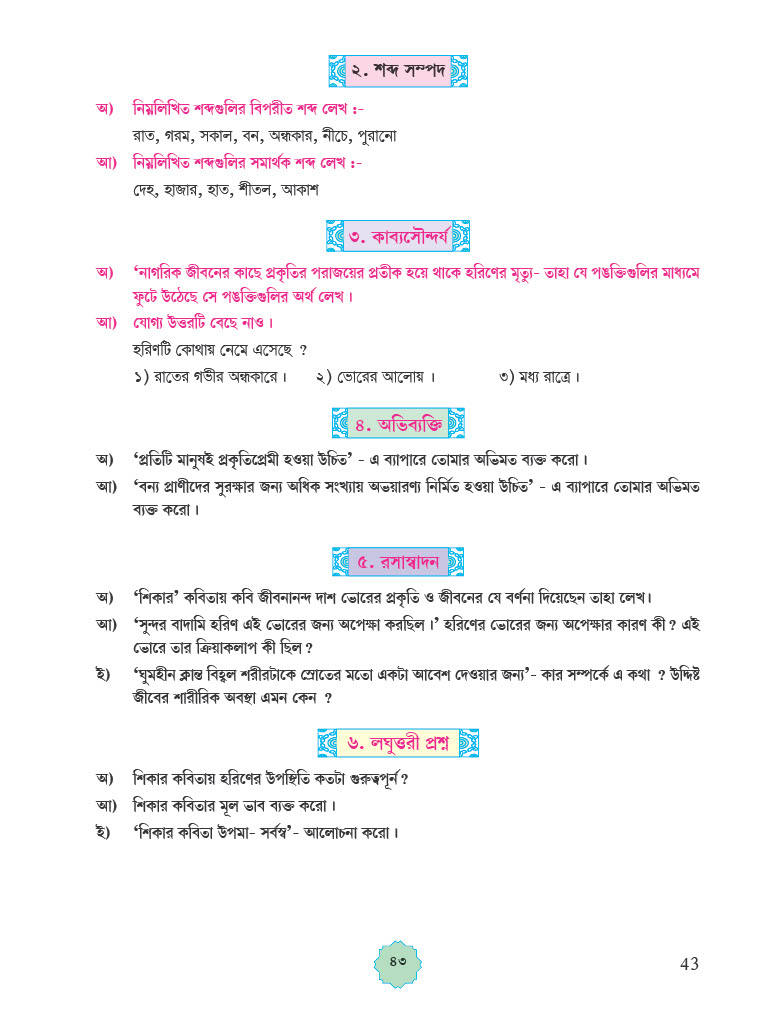 ২. শব্দ সম্পদ
অ) নিম্নলিখিত শব্দগুলির বিপরীত শব্দ লেখ :-
রাত, গরম, সকাল, বন, অন্ধকার, নীচে, পুরানো
আ) নিম্নলিখিত শব্দগুলির সমার্থক শব্দ লেখ :-
দেহ, হাজার, হাত, শীতল, আকাশ
৩. কাব্যসৌন্দর্য
অ) ‘নাগরিক জীবনের কাছে প্রকৃতির পরাজয়ের প্রতীক হয়ে থাকে হরিণের মৃত্যু- তাহা যে পঙক্তিগুলির মাধ্যমে
ফুটে উঠেছে সে পঙক্তিগুলির অর্থ লেখ।
আ) যোগ্য উত্তরটি বেছে নাও।
হরিণটি কোথায় নেমে এসেছে ?
১) রাতের গভীর অন্ধকারে। ২) ভোরের আলোয় । ৩) মধ্য রাত্রে।
৪. অভিব্যক্তি
অ) ‘প্রতিটি মানুষই প্রকৃতিপ্রেমী হওয়া উচিত’ - এ ব্যাপারে তোমার অভিমত ব্যক্ত করো।
আ) ‘বন্য প্রাণীদের সুরক্ষার জন্য অধিক সংখ্যায় অভয়ারণ্য নির্মিত হওয়া উচিত’ - এ ব্যাপারে তোমার অভিমত
ব্যক্ত করো।
৫. রসাস্বাদন
অ) ‘শিকার’ কবিতায় কবি জীবনানন্দ দাশ ভোরের প্রকৃতি ও জীবনের যে বর্ণনা দিয়েছেন তাহা লেখ।
আ) ‘সুন্দর বাদামি হরিণ এই ভোরের জন্য অপেক্ষা করছিল।’ হরিণের ভোরের জন্য অপেক্ষার কারণ কী? এই
ভোরে তার ক্রিয়াকলাপ কী ছিল?
ই) ‘ঘুমহীন ক্লান্ত বিহ্বল শরীরটাকে স্রোতের মতো একটা আবেশ দেওয়ার জন্য’- কার সম্পর্কে এ কথা ? উদ্দিষ্ট
জীবের শারীরিক অবস্থা এমন কেন ?
৬. লঘুত্তরী প্রশ্ন
অ) শিকার কবিতায় হরিণের উপস্থিতি কতটা গুরুত্বপূর্ন?
আ) শিকার কবিতার মূল ভাব ব্যক্ত করো।
ই) ‘শিকার কবিতা উপমা- সর্বস্ব’- আলোচনা করো।
৪৩
43